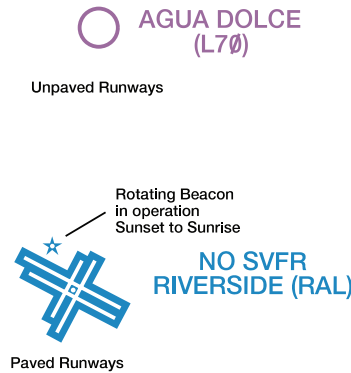 AGUA DOLCE
(L7Ø)
Unpaved Runways
Rotating Beacon
in operation
Sunset to Sunrise
NO SVFR
RIVERSIDE (RAL)
Paved Runways